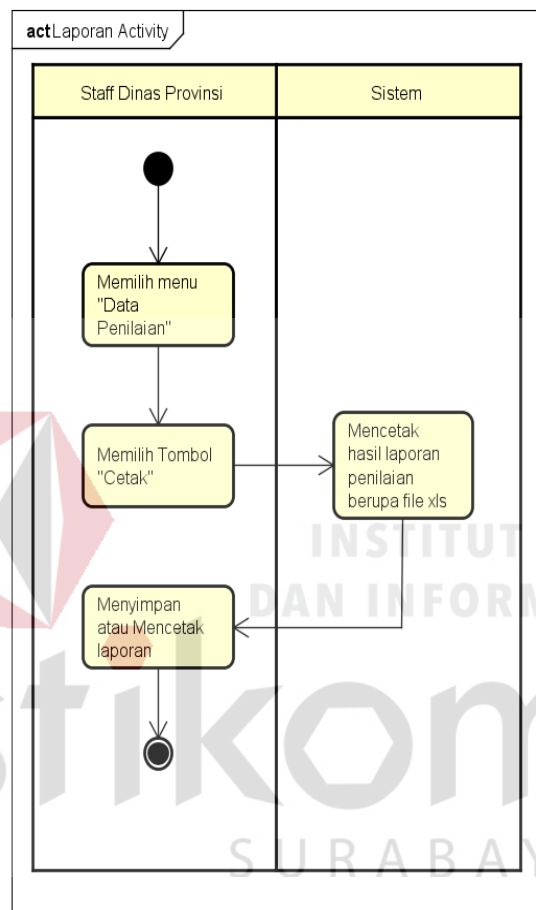 act Laporan Activity
Staff Dinas Provinsi
Sistem
Memilih menu
"Data
Penilaian"
Memilih Tombol
"Cetak"
Mencetak
hasil laporan
penilaian
berupa file xls
Menyimpan
atau Mencetak
laporan
INSTITUT
DAN INFORM
stikom
SURABAY